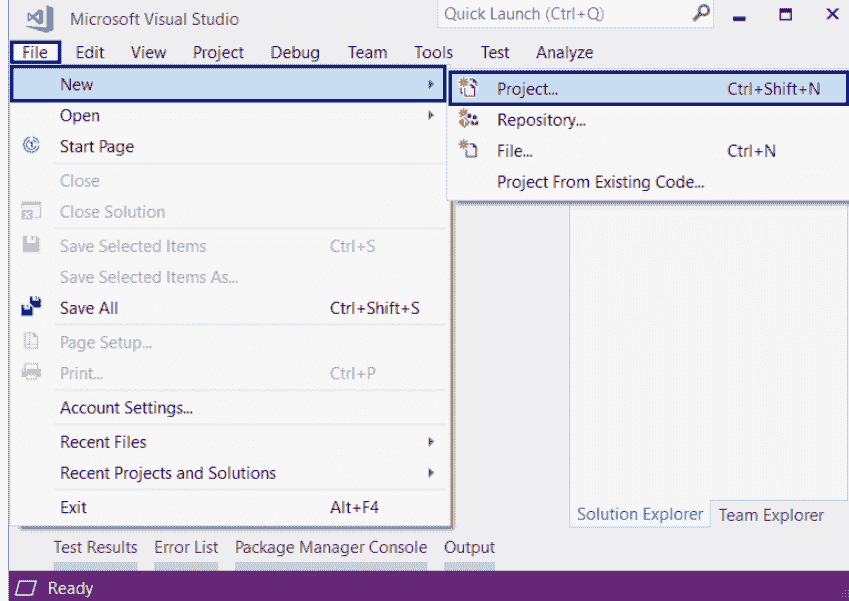 Microsoft Visual Studio Quick Launch (Ctrl+Q)
File Edit View Project Debug Team Tools Test Analyze
New
Project... Ctrl+Shift+N
Repository...
File... Ctrl+N
Project From Existing Code...
Open
Start Page
Close
Close Solution
Save Selected Items Ctrl+S
Save Selected Items As...
Save All Ctrl+Shift+S
Page Setup...
Print... Ctrl+P
Account Settings...
Recent Files
Recent Projects and Solutions
Exit Alt+F4
Solution Explorer Team Explorer
Test Results Error List Package Manager Console Output
Ready